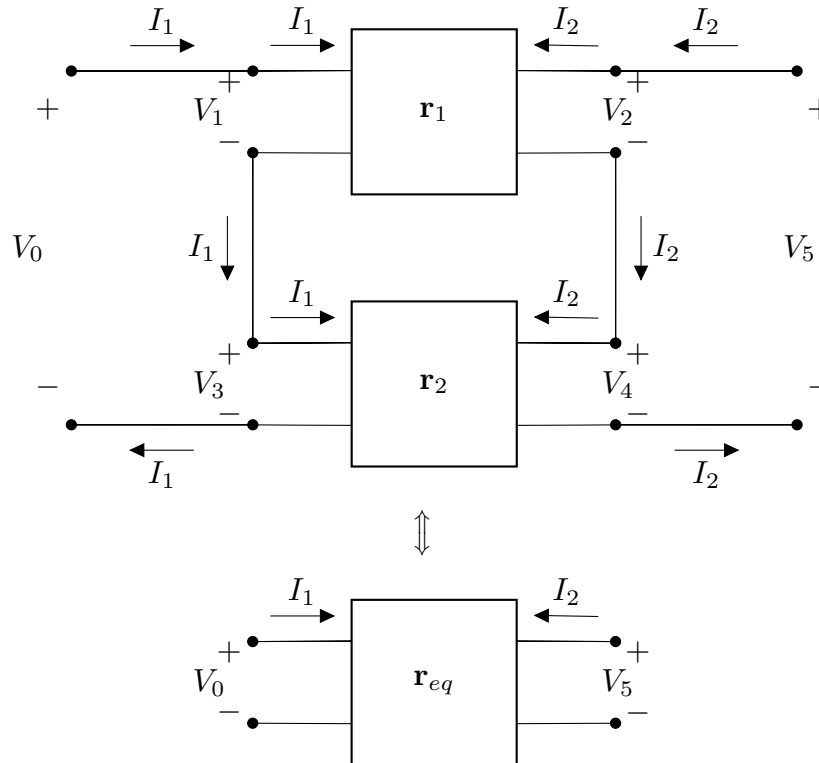 I₁ I₁ I₂ I₂
+ + + +
V₁ r₁ V₂
− −
V₀ I₁ I₂ V₅
I₁ I₂
+ +
− V₃ r₂ V₄ −
− −
I₁ I₂
⇕
I₁ I₂
+ +
V₀ r_eq V₅
− −